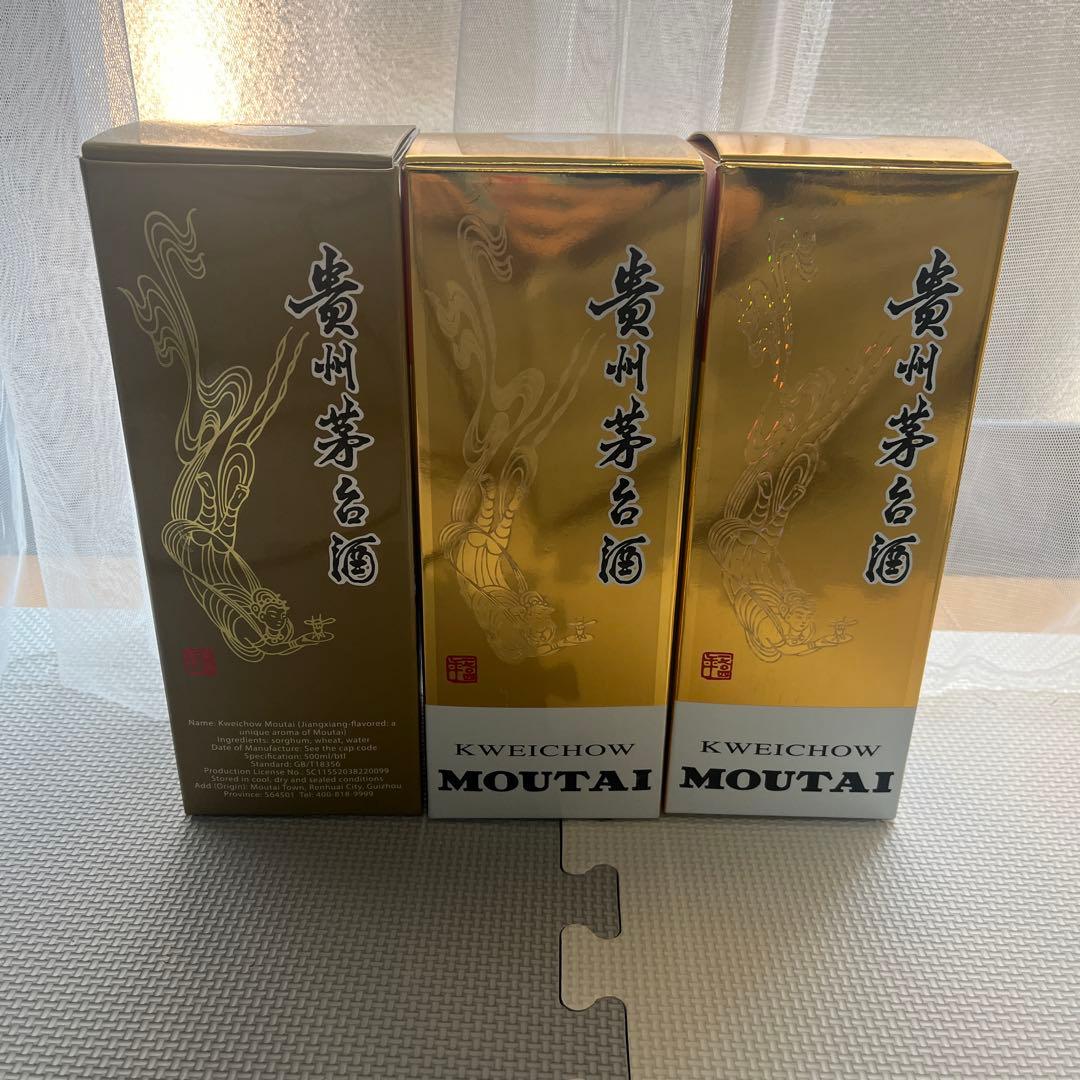 貴州茅台酒
Name: Kweichow Moutai (Jiangxiang-flavored: a
unique aroma of Moutai)
Ingredients: sorghum, wheat, water
Date of Manufacture: See the cap code
Specification: 500ml/btl
Standard: GB/T18356
Production License No.: SC11552038220099
Stored in cool, dry and sealed conditions
Add (Origin): Moutai Town, Renhuai City, Guizhou
Province: 564501 Tel: 400-818-9999
貴州茅台酒
KWEICHOW
MOUTAI
貴州茅台酒
KWEICHOW
MOUTAI